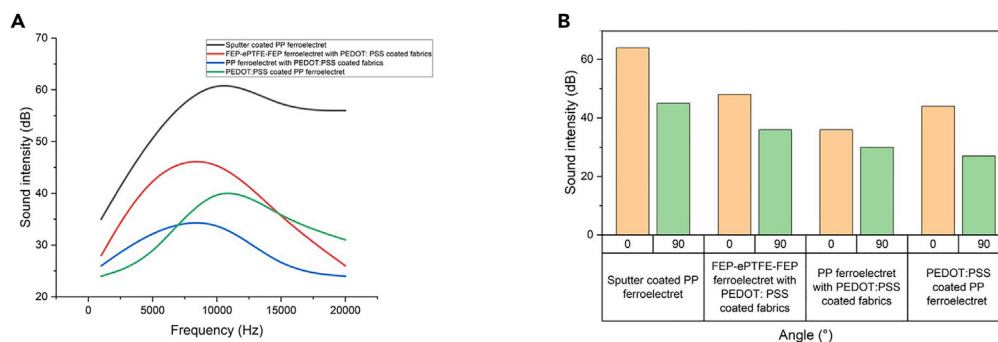 A
70
60
50
40
30
20
Sound intensity (dB)
Sputter coated PP ferroelectret
FEP-ePTFE-FEP ferroelectret with PEDOT: PSS coated fabrics
PP ferroelectret with PEDOT:PSS coated fabrics
PEDOT:PSS coated PP ferroelectret
0 5000 10000 15000 20000
Frequency (Hz)
B
60
40
20
0
Sound intensity (dB)
0 90 0 90 0 90 0 90
Sputter coated PP
ferroelectret
FEP-ePTFE-FEP
ferroelectret with
PEDOT: PSS
coated fabrics
PP ferroelectret
with PEDOT:PSS
coated fabrics
PEDOT:PSS
coated PP
ferroelectret
Angle (°)